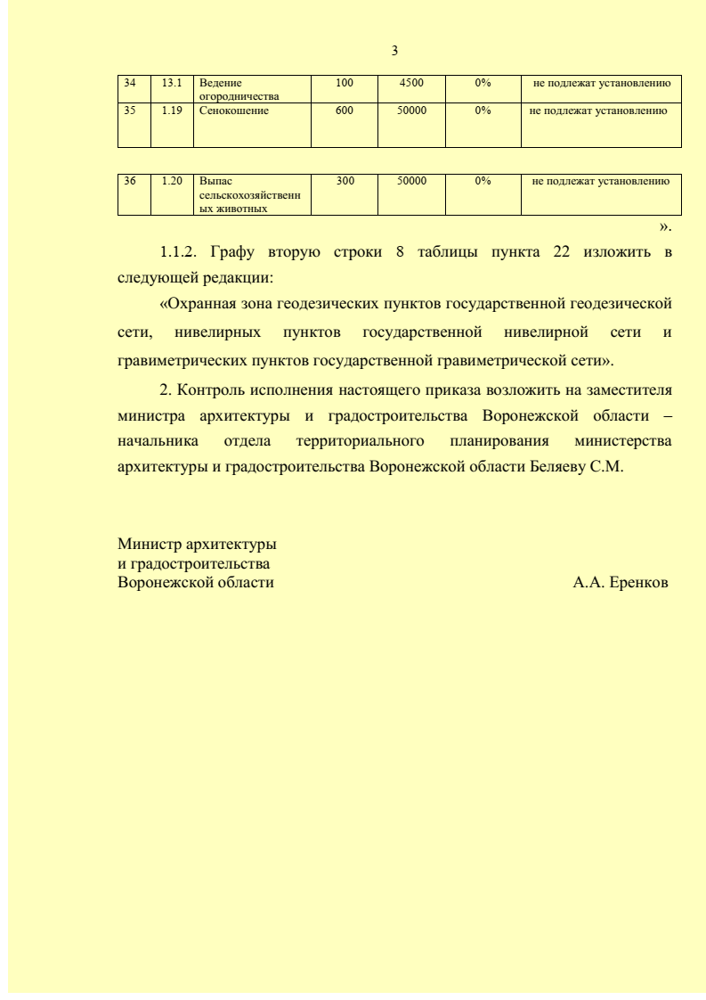 3
34 13.1 Ведение 100 4500 0% не подлежат установлению
огородничества
35 1.19 Сенокошение 600 50000 0% не подлежат установлению
36 1.20 Выпас 300 50000 0% не подлежат установлению
сельскохозяйственн
ых животных
».
1.1.2. Графу вторую строки 8 таблицы пункта 22 изложить в
следующей редакции:
«Охранная зона геодезических пунктов государственной геодезической
сети, нивелирных пунктов государственной нивелирной сети и
гравиметрических пунктов государственной гравиметрической сети».
2. Контроль исполнения настоящего приказа возложить на заместителя
министра архитектуры и градостроительства Воронежской области –
начальника отдела территориального планирования министерства
архитектуры и градостроительства Воронежской области Беляеву С.М.
Министр архитектуры
и градостроительства
Воронежской области А.А. Еренков